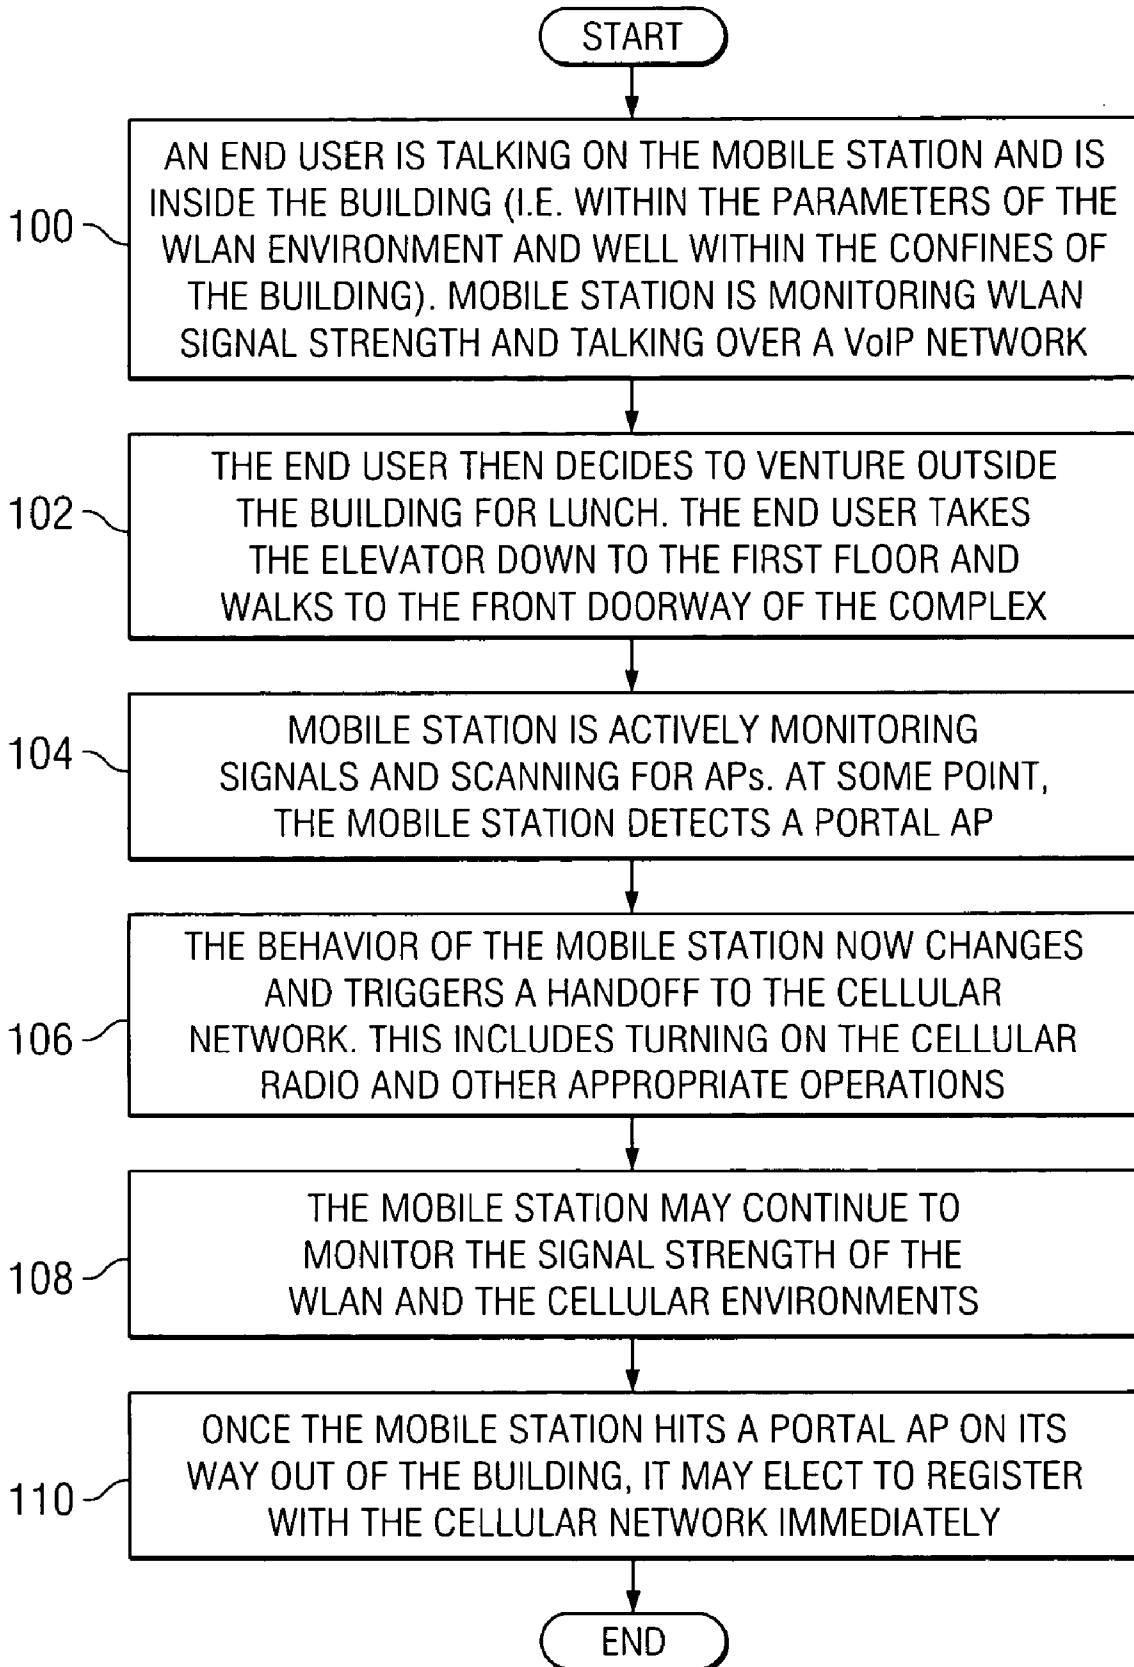 START
100
AN END USER IS TALKING ON THE MOBILE STATION AND IS
INSIDE THE BUILDING (I.E. WITHIN THE PARAMETERS OF THE
WLAN ENVIRONMENT AND WELL WITHIN THE CONFINES OF
THE BUILDING). MOBILE STATION IS MONITORING WLAN
SIGNAL STRENGTH AND TALKING OVER A VoIP NETWORK
102
THE END USER THEN DECIDES TO VENTURE OUTSIDE
THE BUILDING FOR LUNCH. THE END USER TAKES
THE ELEVATOR DOWN TO THE FIRST FLOOR AND
WALKS TO THE FRONT DOORWAY OF THE COMPLEX
104
MOBILE STATION IS ACTIVELY MONITORING
SIGNALS AND SCANNING FOR APs. AT SOME POINT,
THE MOBILE STATION DETECTS A PORTAL AP
106
THE BEHAVIOR OF THE MOBILE STATION NOW CHANGES
AND TRIGGERS A HANDOFF TO THE CELLULAR
NETWORK. THIS INCLUDES TURNING ON THE CELLULAR
RADIO AND OTHER APPROPRIATE OPERATIONS
108
THE MOBILE STATION MAY CONTINUE TO
MONITOR THE SIGNAL STRENGTH OF THE
WLAN AND THE CELLULAR ENVIRONMENTS
110
ONCE THE MOBILE STATION HITS A PORTAL AP ON ITS
WAY OUT OF THE BUILDING, IT MAY ELECT TO REGISTER
WITH THE CELLULAR NETWORK IMMEDIATELY
END